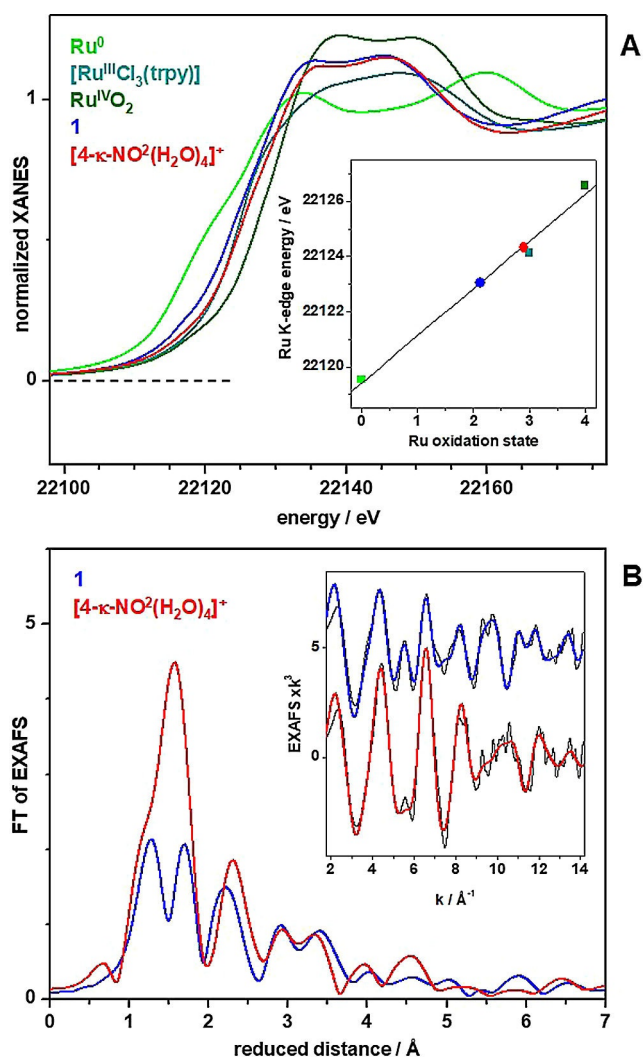 A
Ru⁰
[RuᴵᴵᴵCl₃(trpy)]
RuᴵⱽO₂
1
[4-κ-NO²(H₂O)₄]⁺
normalized XANES
1
0
22100 22120 22140 22160
energy / eV
Ru K-edge energy / eV
22126
22124
22123
22120
0 1 2 3 4
Ru oxidation state
B
1
[4-κ-NO²(H₂O)₄]⁺
FT of EXAFS
5
0
0 1 2 3 4 5 6 7
reduced distance / Å
EXAFS xk³
5
0
2 4 6 8 10 12 14
k / Å⁻¹